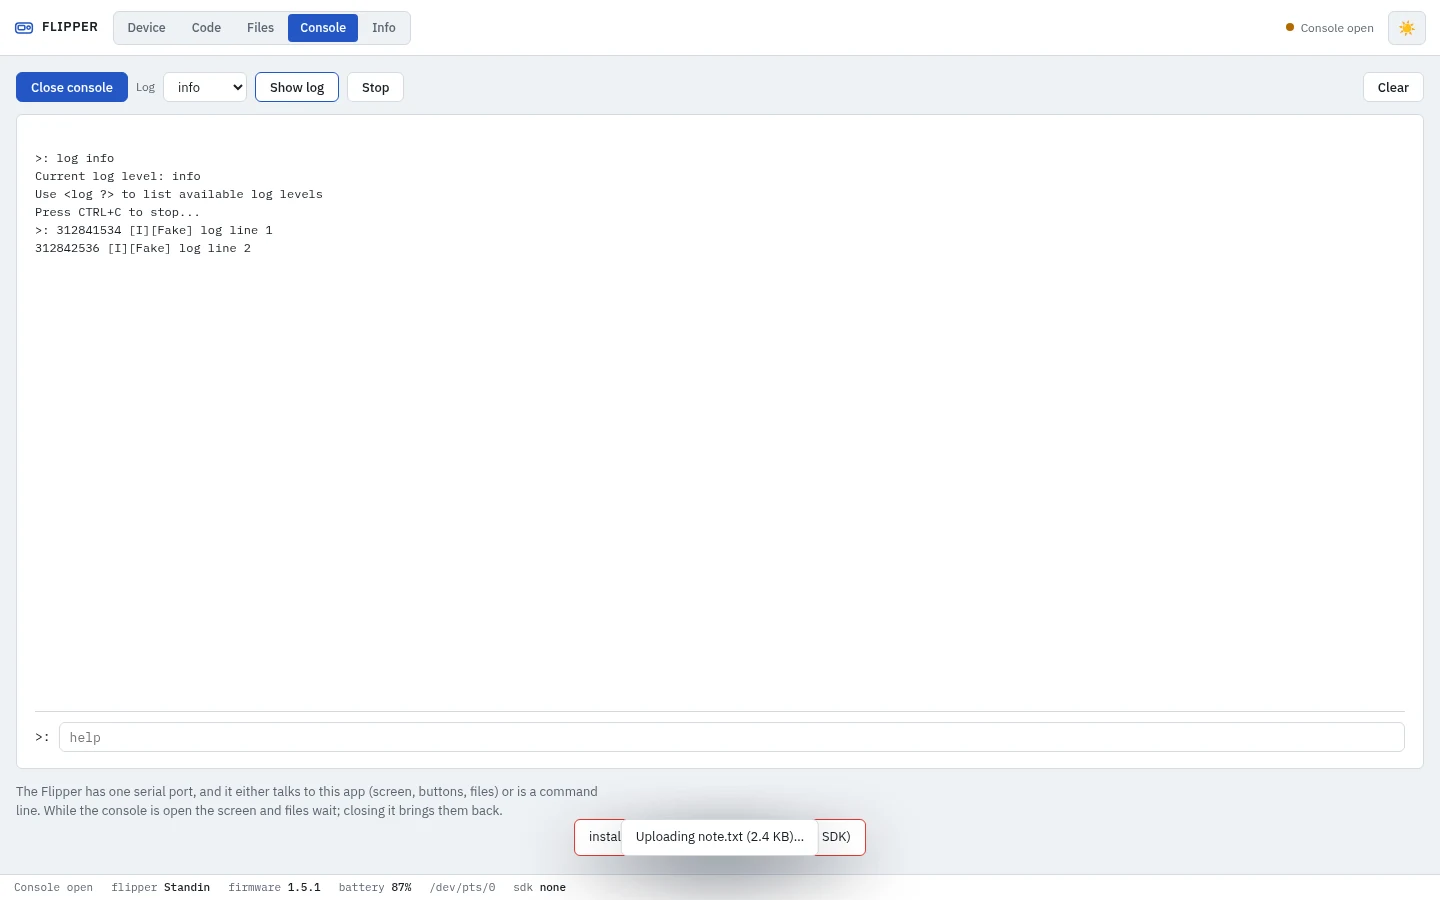 FLIPPER Device Code Files Console Info Console open
Close console Log info Show log Stop Clear
>: log info
Current log level: info
Use <log ?> to list available log levels
Press CTRL+C to stop...
>: 312841534 [I][Fake] log line 1
312842536 [I][Fake] log line 2
>: help
The Flipper has one serial port, and it either talks to this app (screen, buttons, files) or is a command
line. While the console is open the screen and files wait; closing it brings them back.
Uploading note.txt (2.4 KB)... SDK)
Console open flipper Standin firmware 1.5.1 battery 87% /dev/pts/0 sdk none